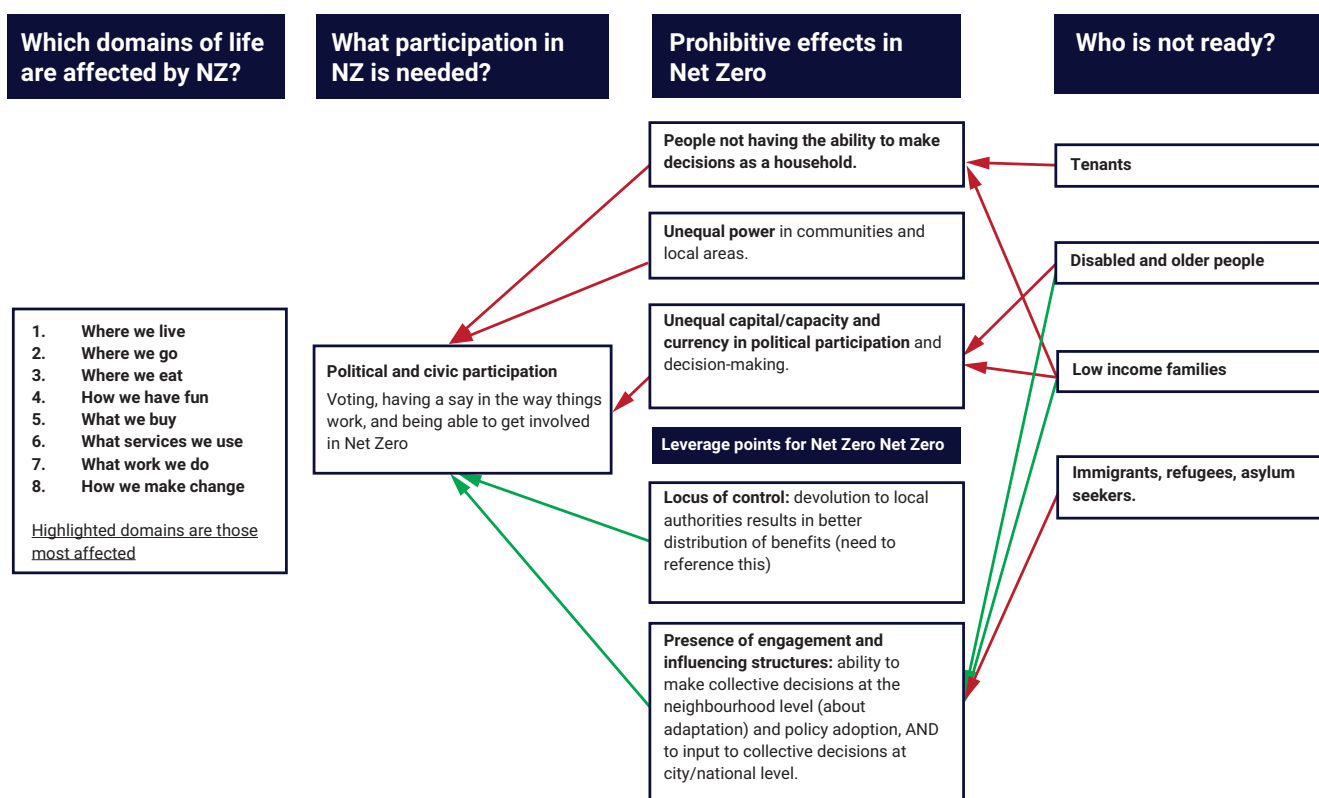 Which domains of life
are affected by NZ?
What participation in
NZ is needed?
Prohibitive effects in
Net Zero
Who is not ready?
1. Where we live
2. Where we go
3. Where we eat
4. How we have fun
5. What we buy
6. What services we use
7. What work we do
8. How we make change
Highlighted domains are those
most affected
Political and civic participation
Voting, having a say in the way things
work, and being able to get involved
in Net Zero
People not having the ability to make
decisions as a household.
Unequal power in communities and
local areas.
Unequal capital/capacity and
currency in political participation and
decision-making.
Leverage points for Net Zero Net Zero
Locus of control: devolution to local
authorities results in better
distribution of benefits (need to
reference this)
Presence of engagement and
influencing structures: ability to
make collective decisions at the
neighbourhood level (about
adaptation) and policy adoption, AND
to input to collective decisions at
city/national level.
Tenants
Disabled and older people
Low income families
Immigrants, refugees, asylum
seekers.